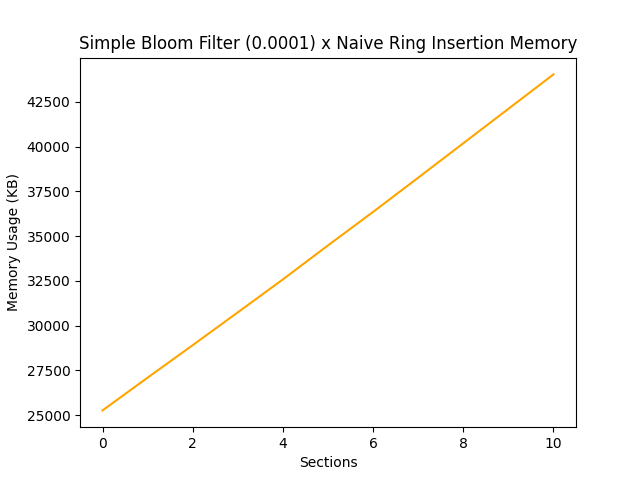 Simple Bloom Filter (0.0001) x Naive Ring Insertion Memory
Memory Usage (KB)
42500
40000
37500
35000
32500
30000
27500
25000
0 2 4 6 8 10
Sections